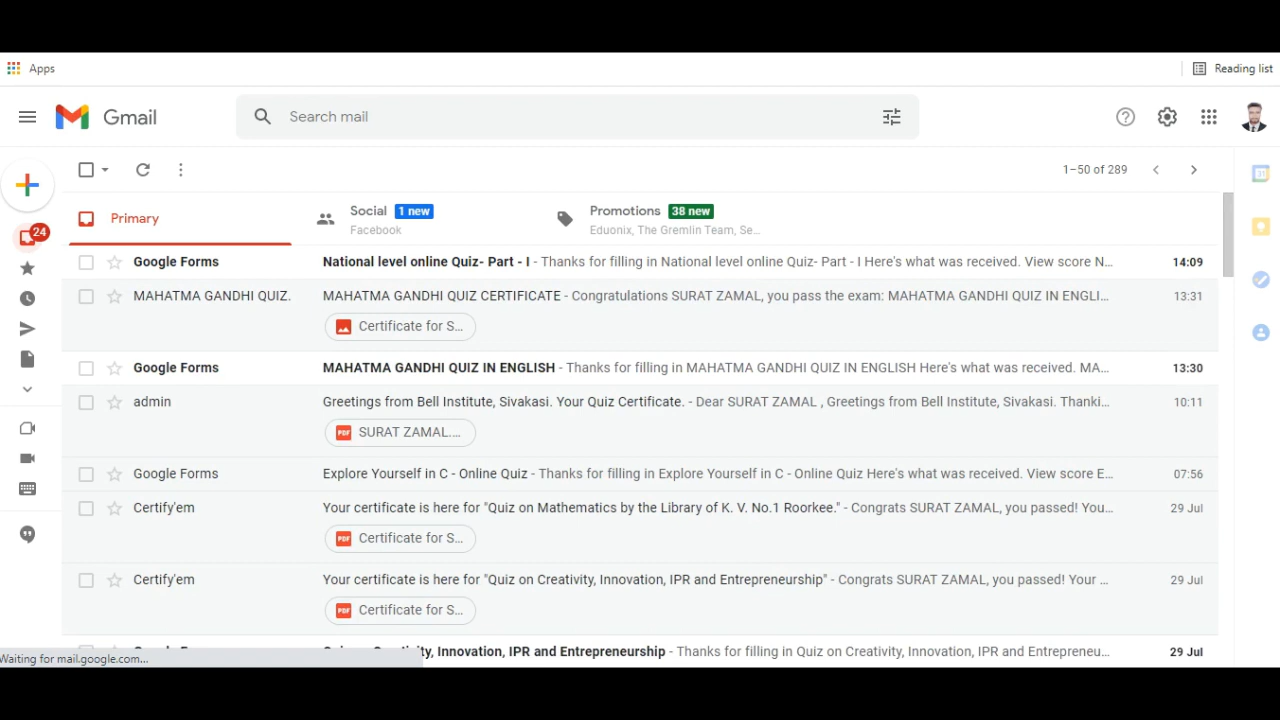 Apps
Reading list
Gmail
Search mail
1–50 of 289
24
Primary
Social 1 new
Facebook
Promotions 38 new
Eduonix, The Gremlin Team, Se...
Google Forms National level online Quiz- Part - I - Thanks for filling in National level online Quiz- Part - I Here's what was received. View score N... 14:09
MAHATMA GANDHI QUIZ. MAHATMA GANDHI QUIZ CERTIFICATE - Congratulations SURAT ZAMAL, you pass the exam: MAHATMA GANDHI QUIZ IN ENGLI... 13:31
Certificate for S...
Google Forms MAHATMA GANDHI QUIZ IN ENGLISH - Thanks for filling in MAHATMA GANDHI QUIZ IN ENGLISH Here's what was received. MA... 13:30
admin Greetings from Bell Institute, Sivakasi. Your Quiz Certificate. - Dear SURAT ZAMAL , Greetings from Bell Institute, Sivakasi. Thanki... 10:11
PDF SURAT ZAMAL....
Google Forms Explore Yourself in C - Online Quiz - Thanks for filling in Explore Yourself in C - Online Quiz Here's what was received. View score E... 07:56
Certify'em Your certificate is here for "Quiz on Mathematics by the Library of K. V. No.1 Roorkee." - Congrats SURAT ZAMAL, you passed! You... 29 Jul
PDF Certificate for S...
Certify'em Your certificate is here for "Quiz on Creativity, Innovation, IPR and Entrepreneurship" - Congrats SURAT ZAMAL, you passed! Your ... 29 Jul
PDF Certificate for S...
Innovation, IPR and Entrepreneurship - Thanks for filling in Quiz on Creativity, Innovation, IPR and Entrepreneu... 29 Jul
Waiting for mail.google.com...
31